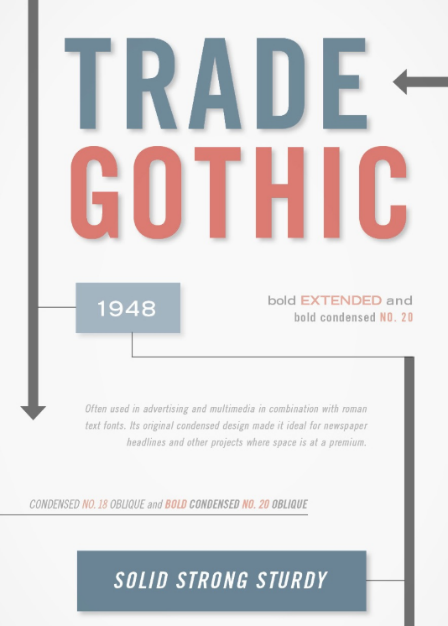 TRADE
GOTHIC
1948
bold EXTENDED and
bold condensed NO. 20
Often used in advertising and multimedia in combination with roman
text fonts. Its original condensed design made it ideal for newspaper
headlines and other projects where space is at a premium.
CONDENSED NO. 18 OBLIQUE and BOLD CONDENSED NO. 20 OBLIQUE
SOLID STRONG STURDY